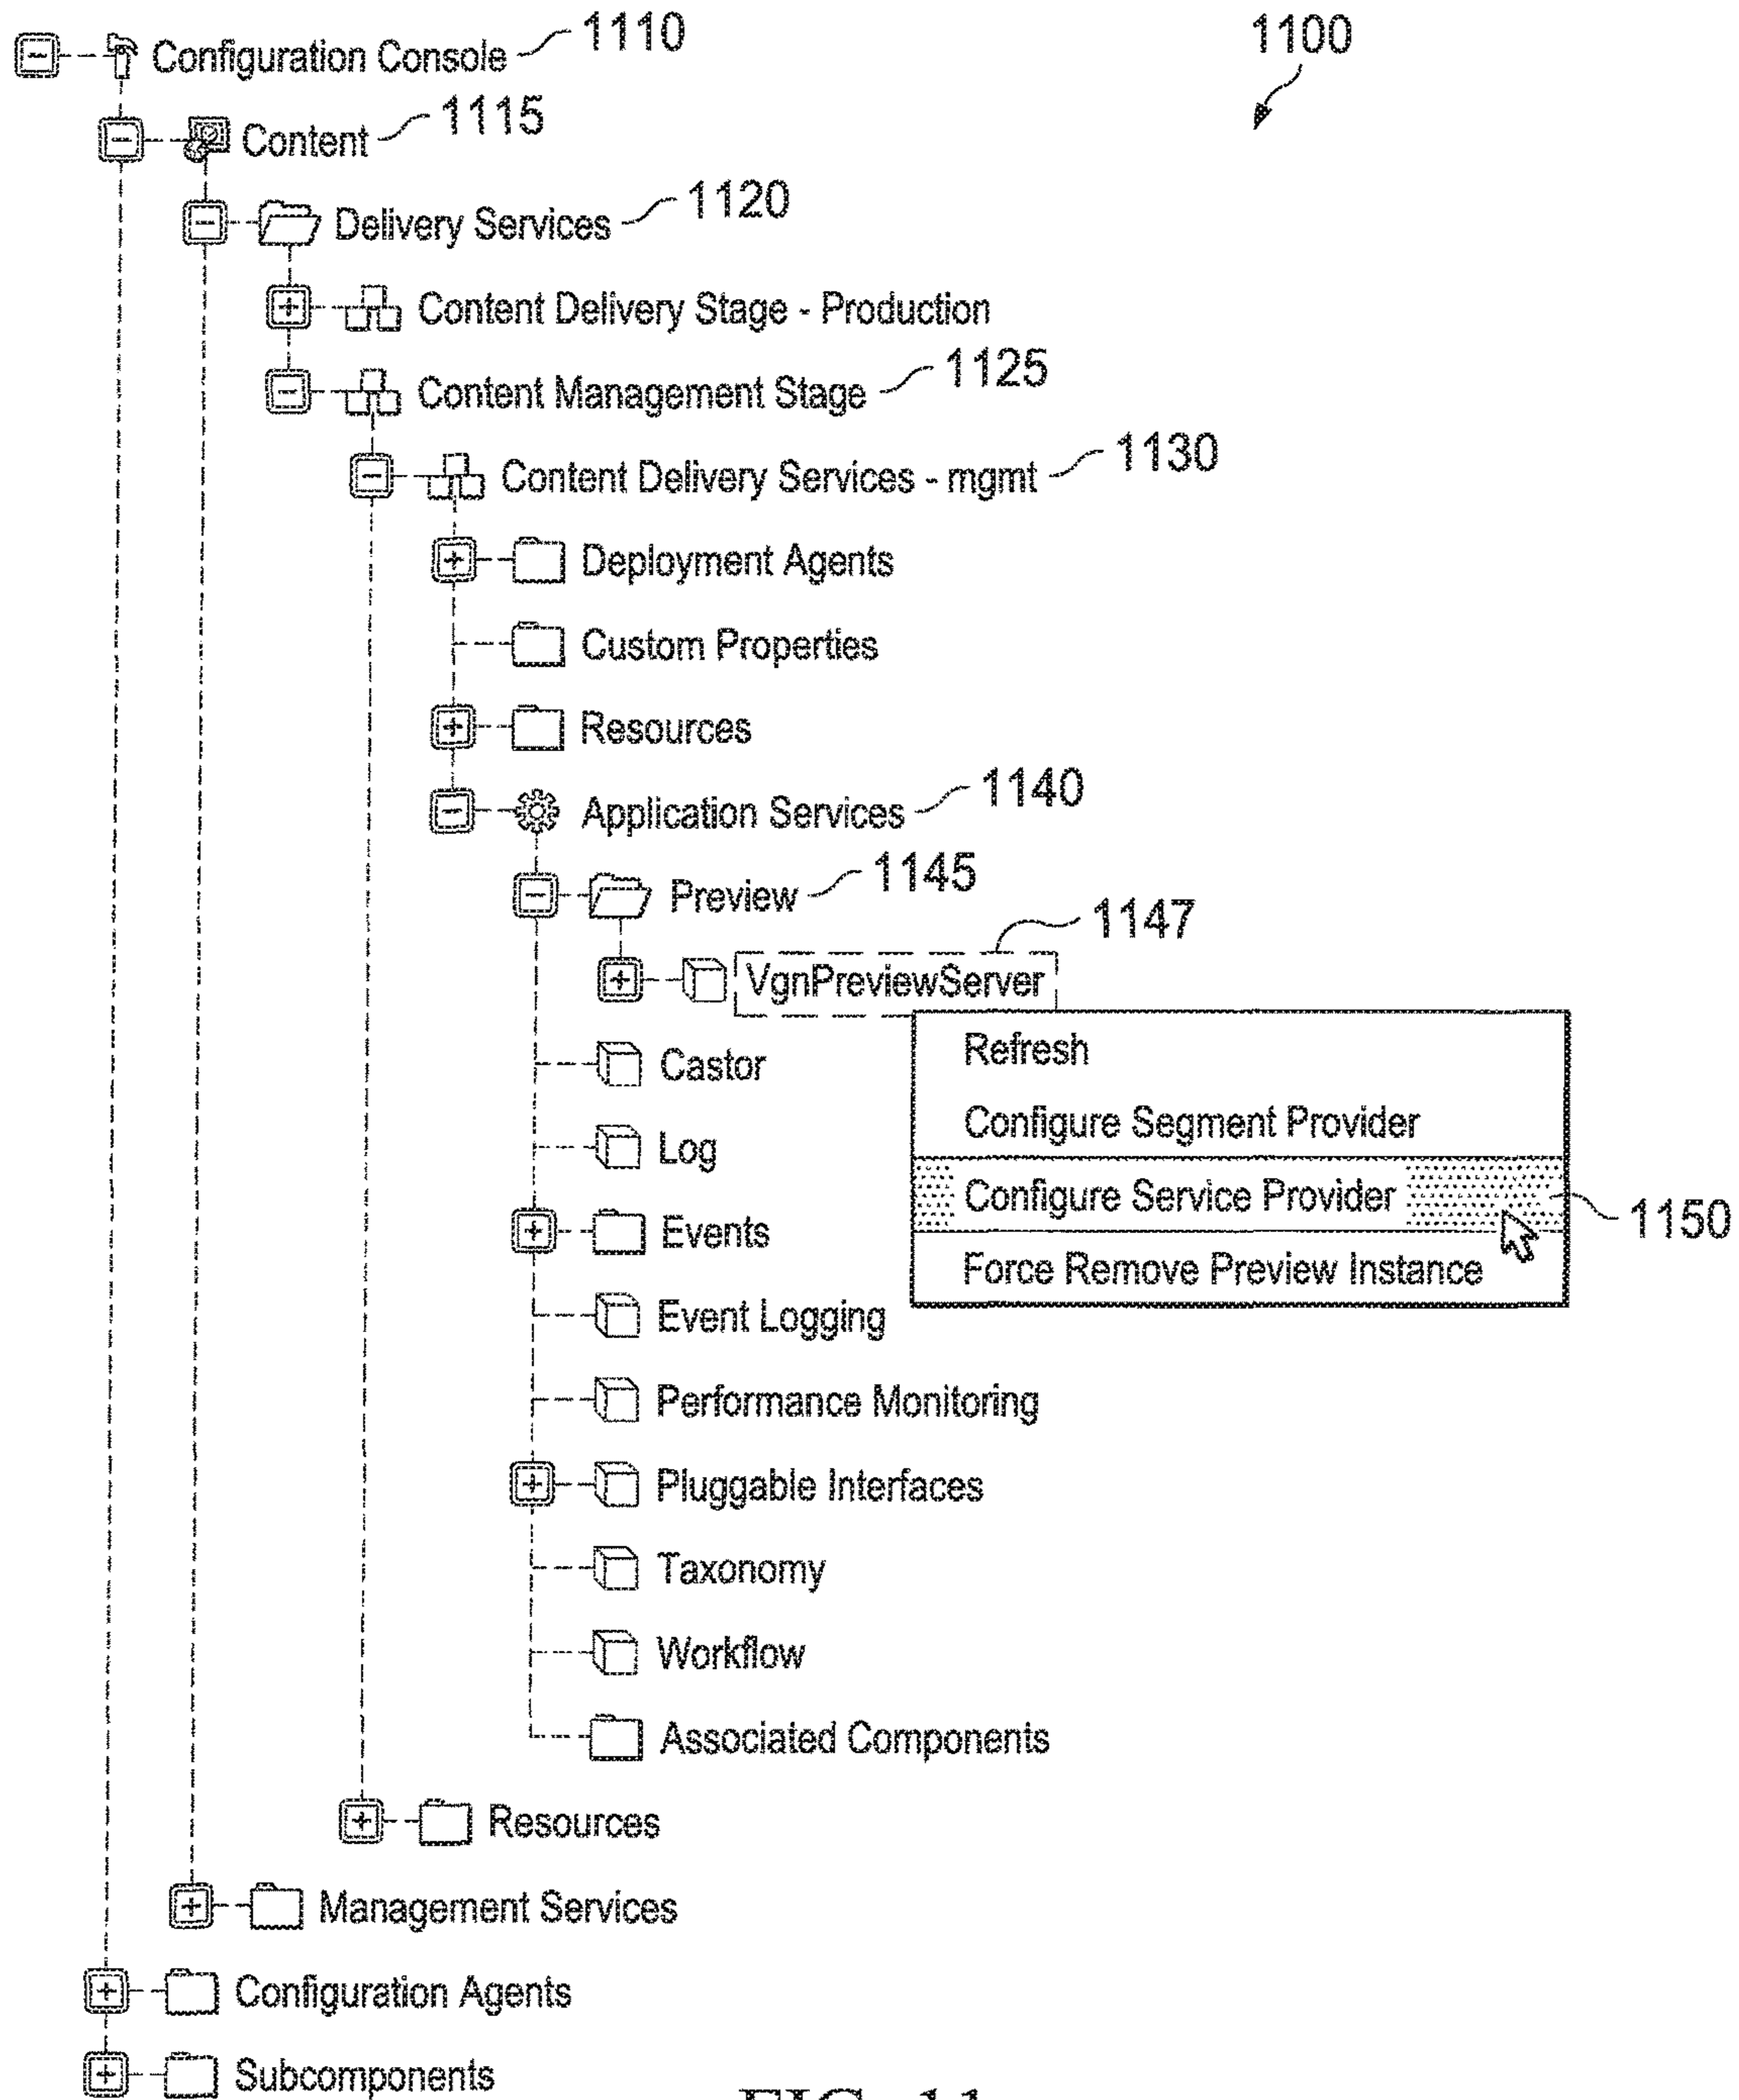 Configuration Console 1110
1100
Content 1115
Delivery Services 1120
Content Delivery Stage - Production
Content Management Stage 1125
Content Delivery Services - mgmt 1130
Deployment Agents
Custom Properties
Resources
Application Services 1140
Preview 1145
1147
VgnPreviewServer
Refresh
Castor
Configure Segment Provider
Log
Configure Service Provider 1150
Events
Force Remove Preview Instance
Event Logging
Performance Monitoring
Pluggable Interfaces
Taxonomy
Workflow
Associated Components
Resources
Management Services
Configuration Agents
Subcomponents
FIG. 11